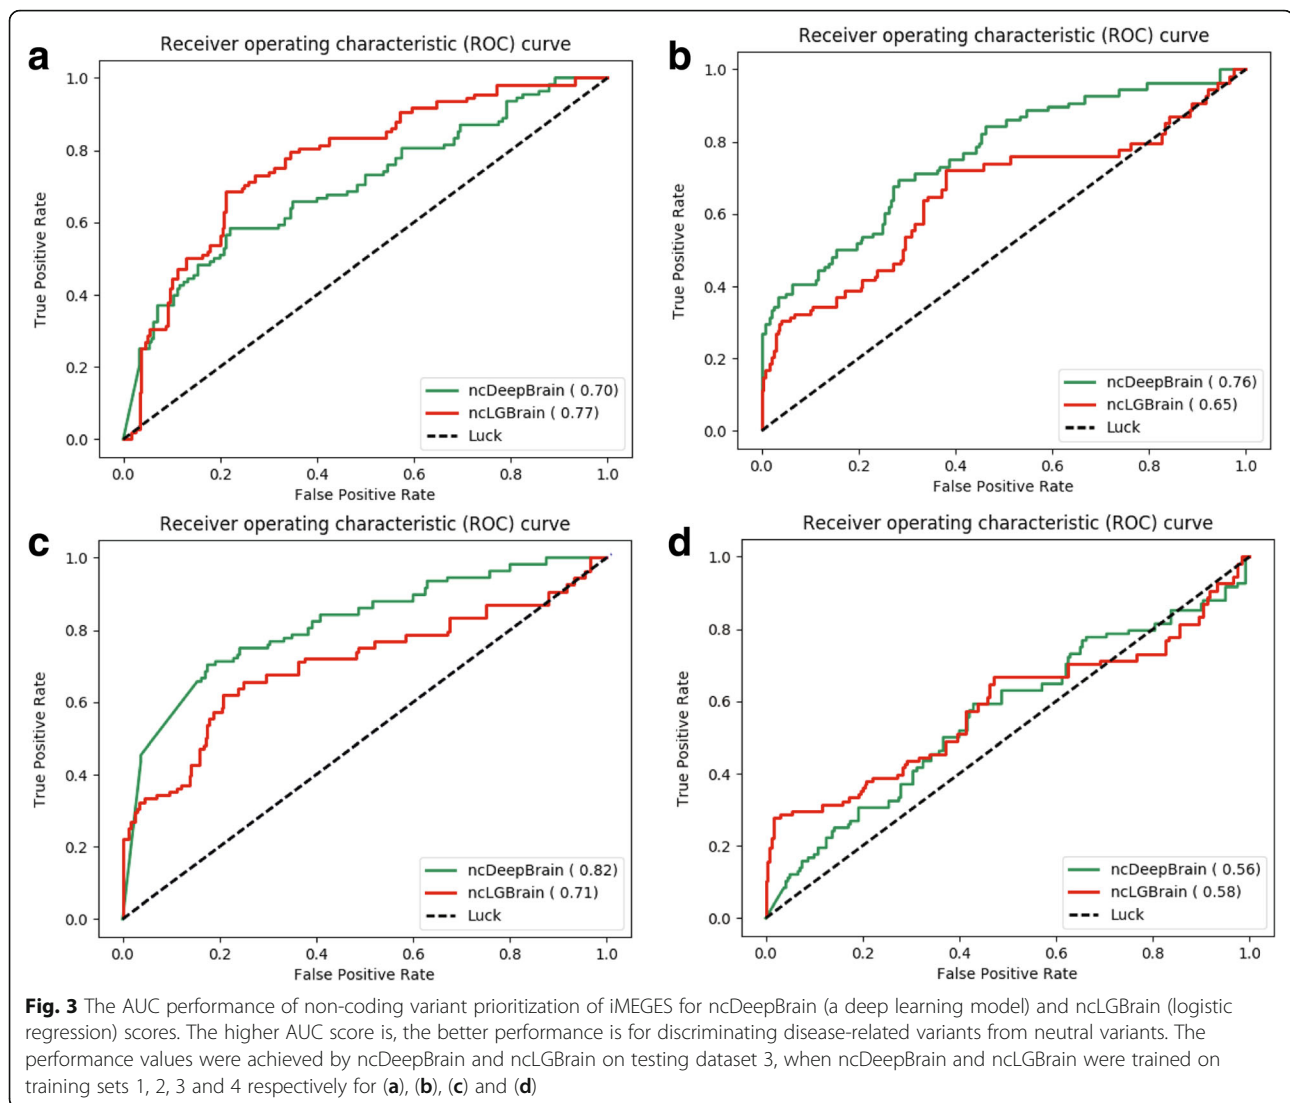 a
Receiver operating characteristic (ROC) curve
True Positive Rate
1.0
0.8
0.6
0.4
0.2
0.0
ncDeepBrain ( 0.70)
ncLGBrain ( 0.77)
Luck
0.0 0.2 0.4 0.6 0.8 1.0
False Positive Rate
b
Receiver operating characteristic (ROC) curve
True Positive Rate
1.0
0.8
0.6
0.4
0.2
0.0
ncDeepBrain ( 0.76)
ncLGBrain ( 0.65)
Luck
0.0 0.2 0.4 0.6 0.8 1.0
False Positive Rate
c
Receiver operating characteristic (ROC) curve
True Positive Rate
1.0
0.8
0.6
0.4
0.2
0.0
ncDeepBrain ( 0.82)
ncLGBrain ( 0.71)
Luck
0.0 0.2 0.4 0.6 0.8 1.0
False Positive Rate
d
Receiver operating characteristic (ROC) curve
True Positive Rate
1.0
0.8
0.6
0.4
0.2
0.0
ncDeepBrain ( 0.56)
ncLGBrain ( 0.58)
Luck
0.0 0.2 0.4 0.6 0.8 1.0
False Positive Rate
Fig. 3 The AUC performance of non-coding variant prioritization of iMEGES for ncDeepBrain (a deep learning model) and ncLGBrain (logistic
regression) scores. The higher AUC score is, the better performance is for discriminating disease-related variants from neutral variants. The
performance values were achieved by ncDeepBrain and ncLGBrain on testing dataset 3, when ncDeepBrain and ncLGBrain were trained on
training sets 1, 2, 3 and 4 respectively for (a), (b), (c) and (d)